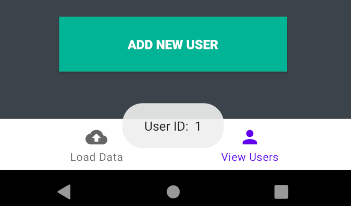 ADD NEW USER
User ID:  1
Load Data
View Users